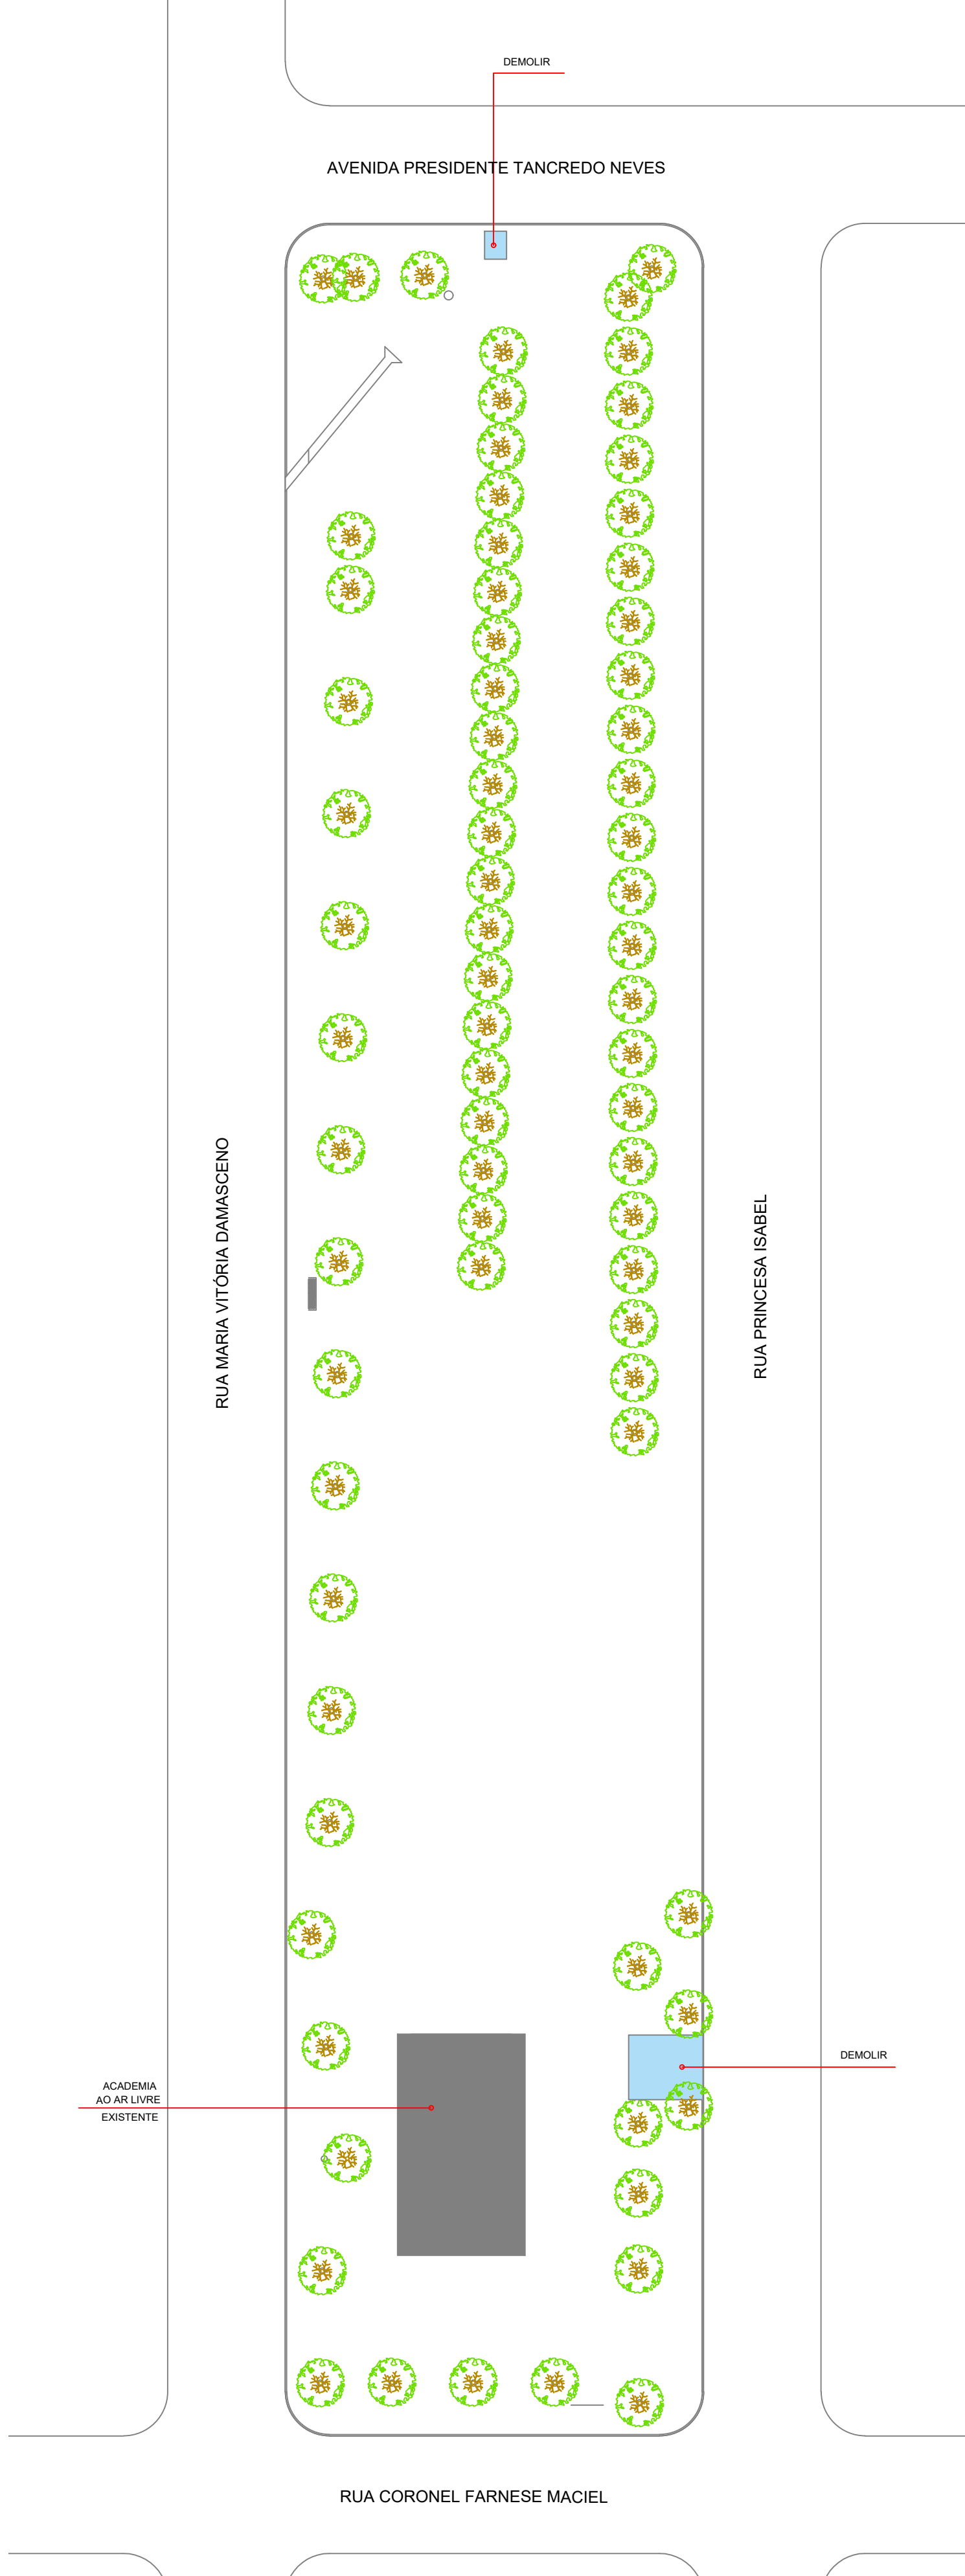 DEMOLIR
AVENIDA PRESIDENTE TANCREDO NEVES
RUA MARIA VITÓRIA DAMASCENO
RUA PRINCESA ISABEL
DEMOLIR
ACADEMIA
AO AR LIVRE
EXISTENTE
RUA CORONEL FARNESE MACIEL